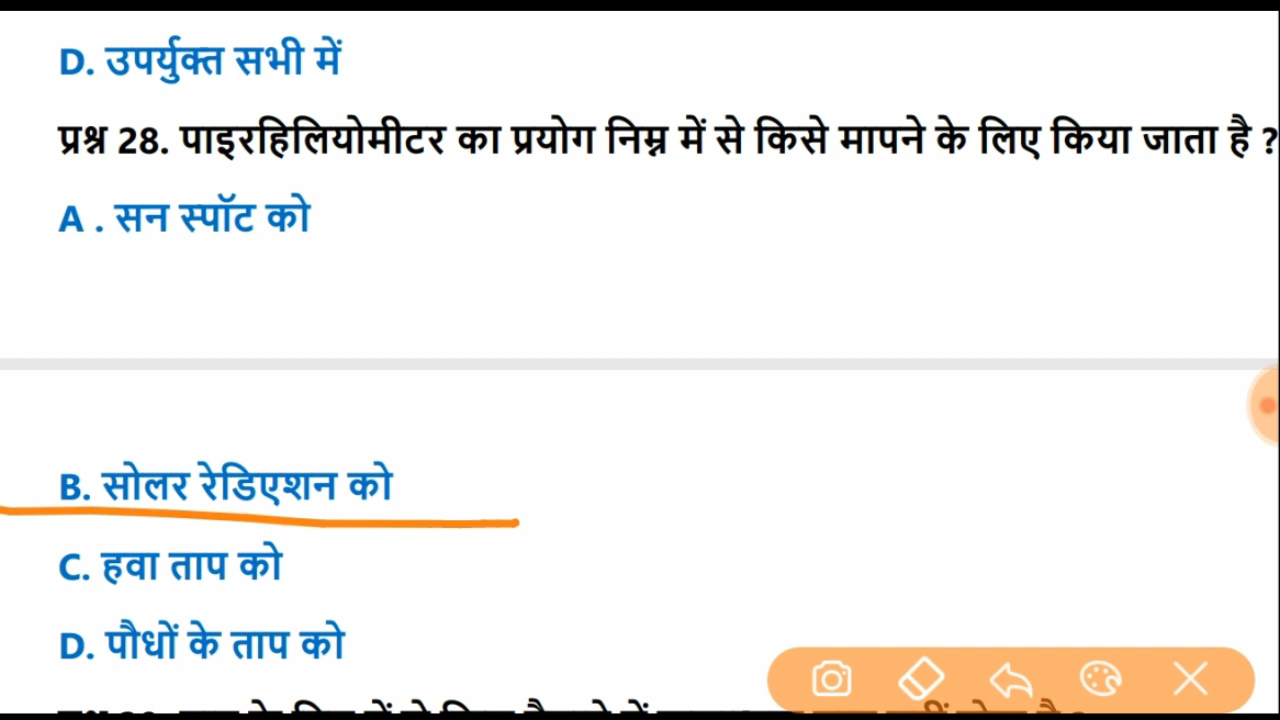 D. उपर्युक्त सभी में
प्रश्न 28. पाइरहिलियोमीटर का प्रयोग निम्न में से किसे मापने के लिए किया जाता है ?
A . सन स्पॉट को
B. सोलर रेडिएशन को
C. हवा ताप को
D. पौधों के ताप को